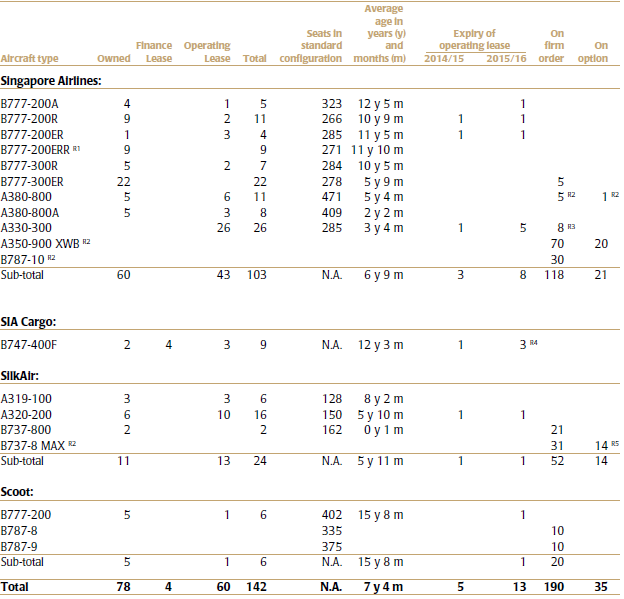 Average
age in
Seats in years (y) Expiry of On
Finance Operating standard and operating lease firm On
Aircraft type Owned Lease Lease Total configuration months (m) 2014/15 2015/16 order option
Singapore Airlines:
B777-200A 4 1 5 323 12 y 5 m 1
B777-200R 9 2 11 266 10 y 9 m 1 1
B777-200ER 1 3 4 285 11 y 5 m 1 1
B777-200ERR R1 9 9 271 11 y 10 m
B777-300R 5 2 7 284 10 y 5 m
B777-300ER 22 22 278 5 y 9 m 5
A380-800 5 6 11 471 5 y 4 m 5 R2 1 R2
A380-800A 5 3 8 409 2 y 2 m
A330-300 26 26 285 3 y 4 m 1 5 8 R3
A350-900 XWB R2 70 20
B787-10 R2 30
Sub-total 60 43 103 N.A. 6 y 9 m 3 8 118 21
SIA Cargo:
B747-400F 2 4 3 9 N.A. 12 y 3 m 1 3 R4
SilkAir:
A319-100 3 3 6 128 8 y 2 m
A320-200 6 10 16 150 5 y 10 m 1 1
B737-800 2 2 162 0 y 1 m 21
B737-8 MAX R2 31 14 R5
Sub-total 11 13 24 N.A. 5 y 11 m 1 1 52 14
Scoot:
B777-200 5 1 6 402 15 y 8 m 1
B787-8 335 10
B787-9 375 10
Sub-total 5 1 6 N.A. 15 y 8 m 1 20
Total 78 4 60 142 N.A. 7 y 4 m 5 13 190 35